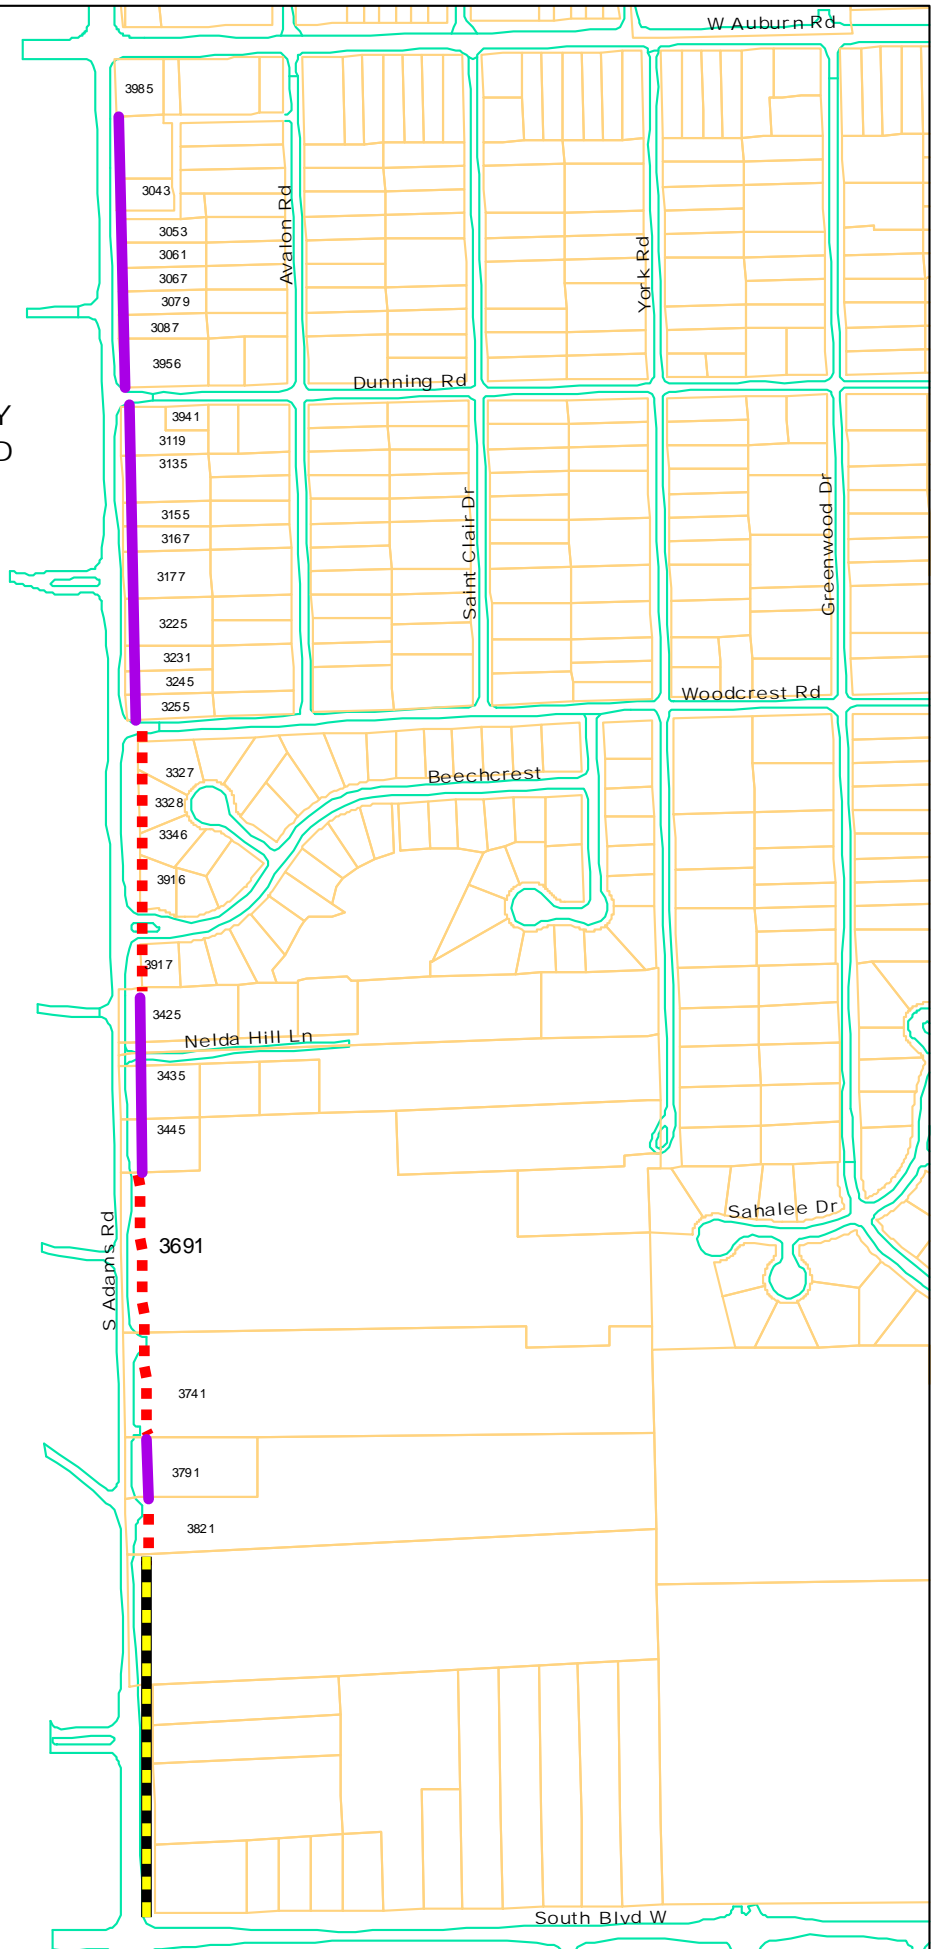 W Auburn Rd
3985
3043
Avalon Rd
3053
3061
York Rd
3067
3079
3087
3956
Dunning Rd
Y
3941
3119
D
3135
Saint Clair Dr
Greenwood Dr
3155
3167
3177
3225
3231
3245
Woodcrest Rd
3255
3327
Beechcrest
3328
3346
3916
3917
3425
Nelda Hill Ln
3435
3445
Sahalee Dr
S Adams Rd
3691
3741
3791
3821
South Blvd W